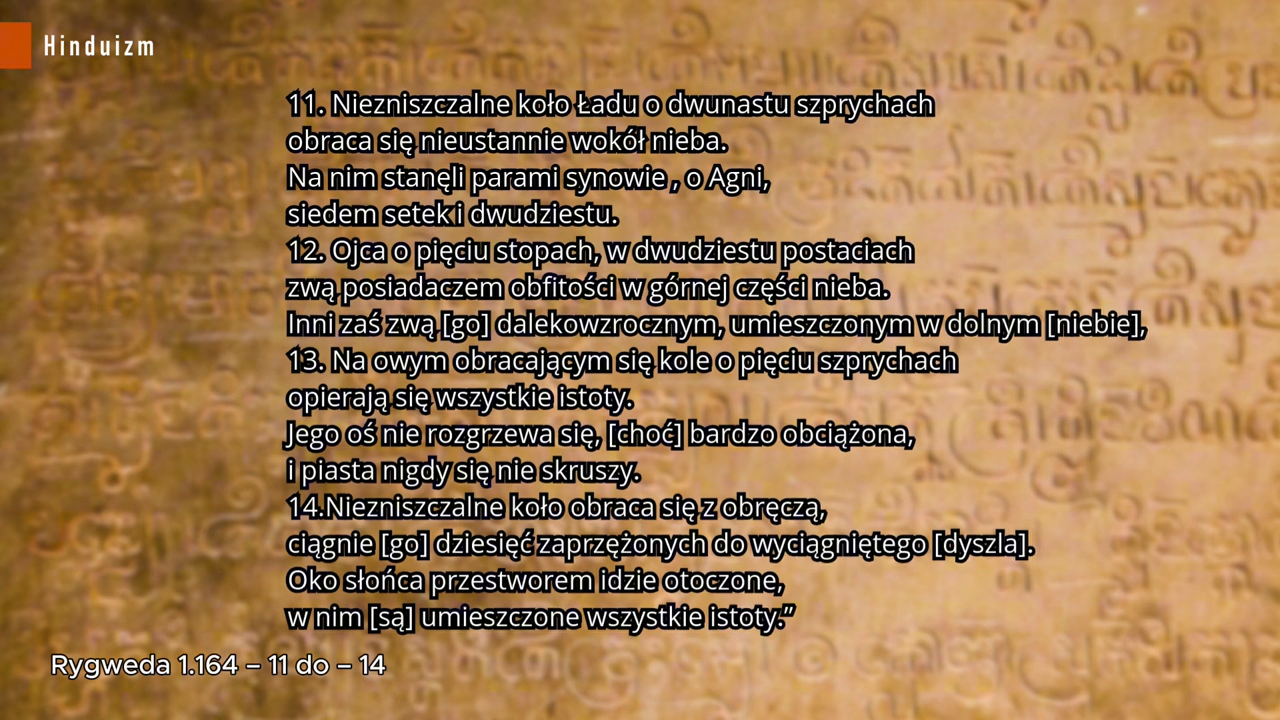 Hinduizm
11. Niezniszczalne koło Ładu o dwunastu szprychach
obraca się nieustannie wokół nieba.
Na nim stanęli parami synowie , o Agni,
siedem setek i dwudziestu.
12. Ojca o pięciu stopach, w dwudziestu postaciach
zwą posiadaczem obfitości w górnej części nieba.
Inni zaś zwą [go] dalekowzrocznym, umieszczonym w dolnym [niebie],
13. Na owym obracającym się kole o pięciu szprychach
opierają się wszystkie istoty.
Jego oś nie rozgrzewa się, [choć] bardzo obciążona,
i piasta nigdy się nie skruszy.
14.Niezniszczalne koło obraca się z obręczą,
ciągnie [go] dziesięć zaprzężonych do wyciągniętego [dyszla].
Oko słońca przestworem idzie otoczone,
w nim [są] umieszczone wszystkie istoty.”
Rygweda 1.164 – 11 do – 14